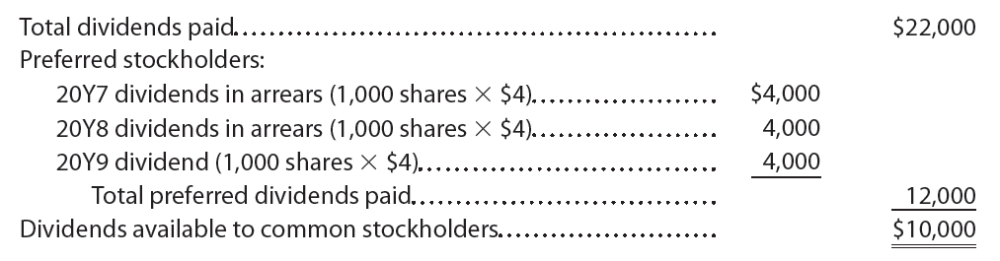 Total dividends paid............................................................ $22,000
Preferred stockholders:
20Y7 dividends in arrears (1,000 shares × $4).................... $4,000
20Y8 dividends in arrears (1,000 shares × $4).................... 4,000
20Y9 dividend (1,000 shares × $4).................................. 4,000
Total preferred dividends paid.................................... 12,000
Dividends available to common stockholders........................ $10,000